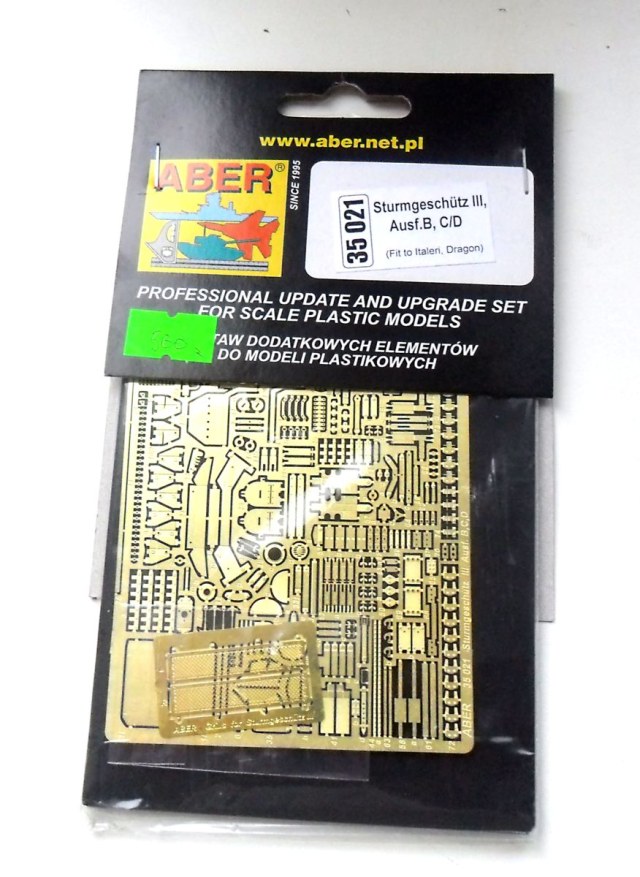 www.aber.net.pl
ABER®
SINCE 1995
35 021
Sturmgeschütz III,
Ausf.B, C/D
(Fit to Italeri, Dragon)
PROFESSIONAL UPDATE AND UPGRADE SET
FOR SCALE PLASTIC MODELS
TAW DODATKOWYCH ELEMENTÓW
DO MODELI PLASTIKOWYCH
ABER 35 021 Sturmgeschütz III Ausf. B,C,D
ABER for Sturmgeschütz